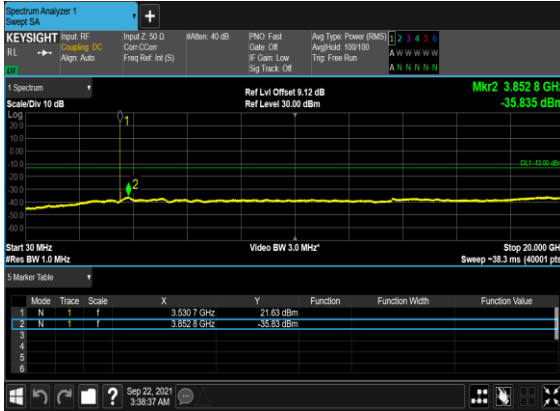 Spectrum Analyzer 1
Swept SA
+
KEYSIGHT Input: RF Input Z: 50 Ω #Atten: 40 dB PNO: Fast Avg Type: Power (RMS) 1 2 3 4 5 6
RL Coupling: DC Corr CCorr Gate: Off Avg|Hold: 100/100 A W W W W W
Align: Auto Freq Ref: Int (S) IF Gain: Low Trig: Free Run
Sig Track: Off A N N N N N
1 Spectrum Ref Lvl Offset 9.12 dB Mkr2 3.852 8 GHz
Scale/Div 10 dB Ref Level 30.00 dBm -35.835 dBm
Log
20.0
10.0
0.00
-10.0
-20.0
-30.0
-40.0
-50.0
-60.0
1
DL1 -13.00 dBm
2
Start 30 MHz Video BW 3.0 MHz* Stop 20.000 GH
#Res BW 1.0 MHz Sweep ~38.3 ms (40001 pts
5 Marker Table
Mode Trace Scale X Y Function Function Width Function Value
1 N 1 f 3.530 7 GHz 21.63 dBm
2 N 1 f 3.852 8 GHz -35.83 dBm
3
4
5
6
? Sep 22, 2021
3:38:37 AM